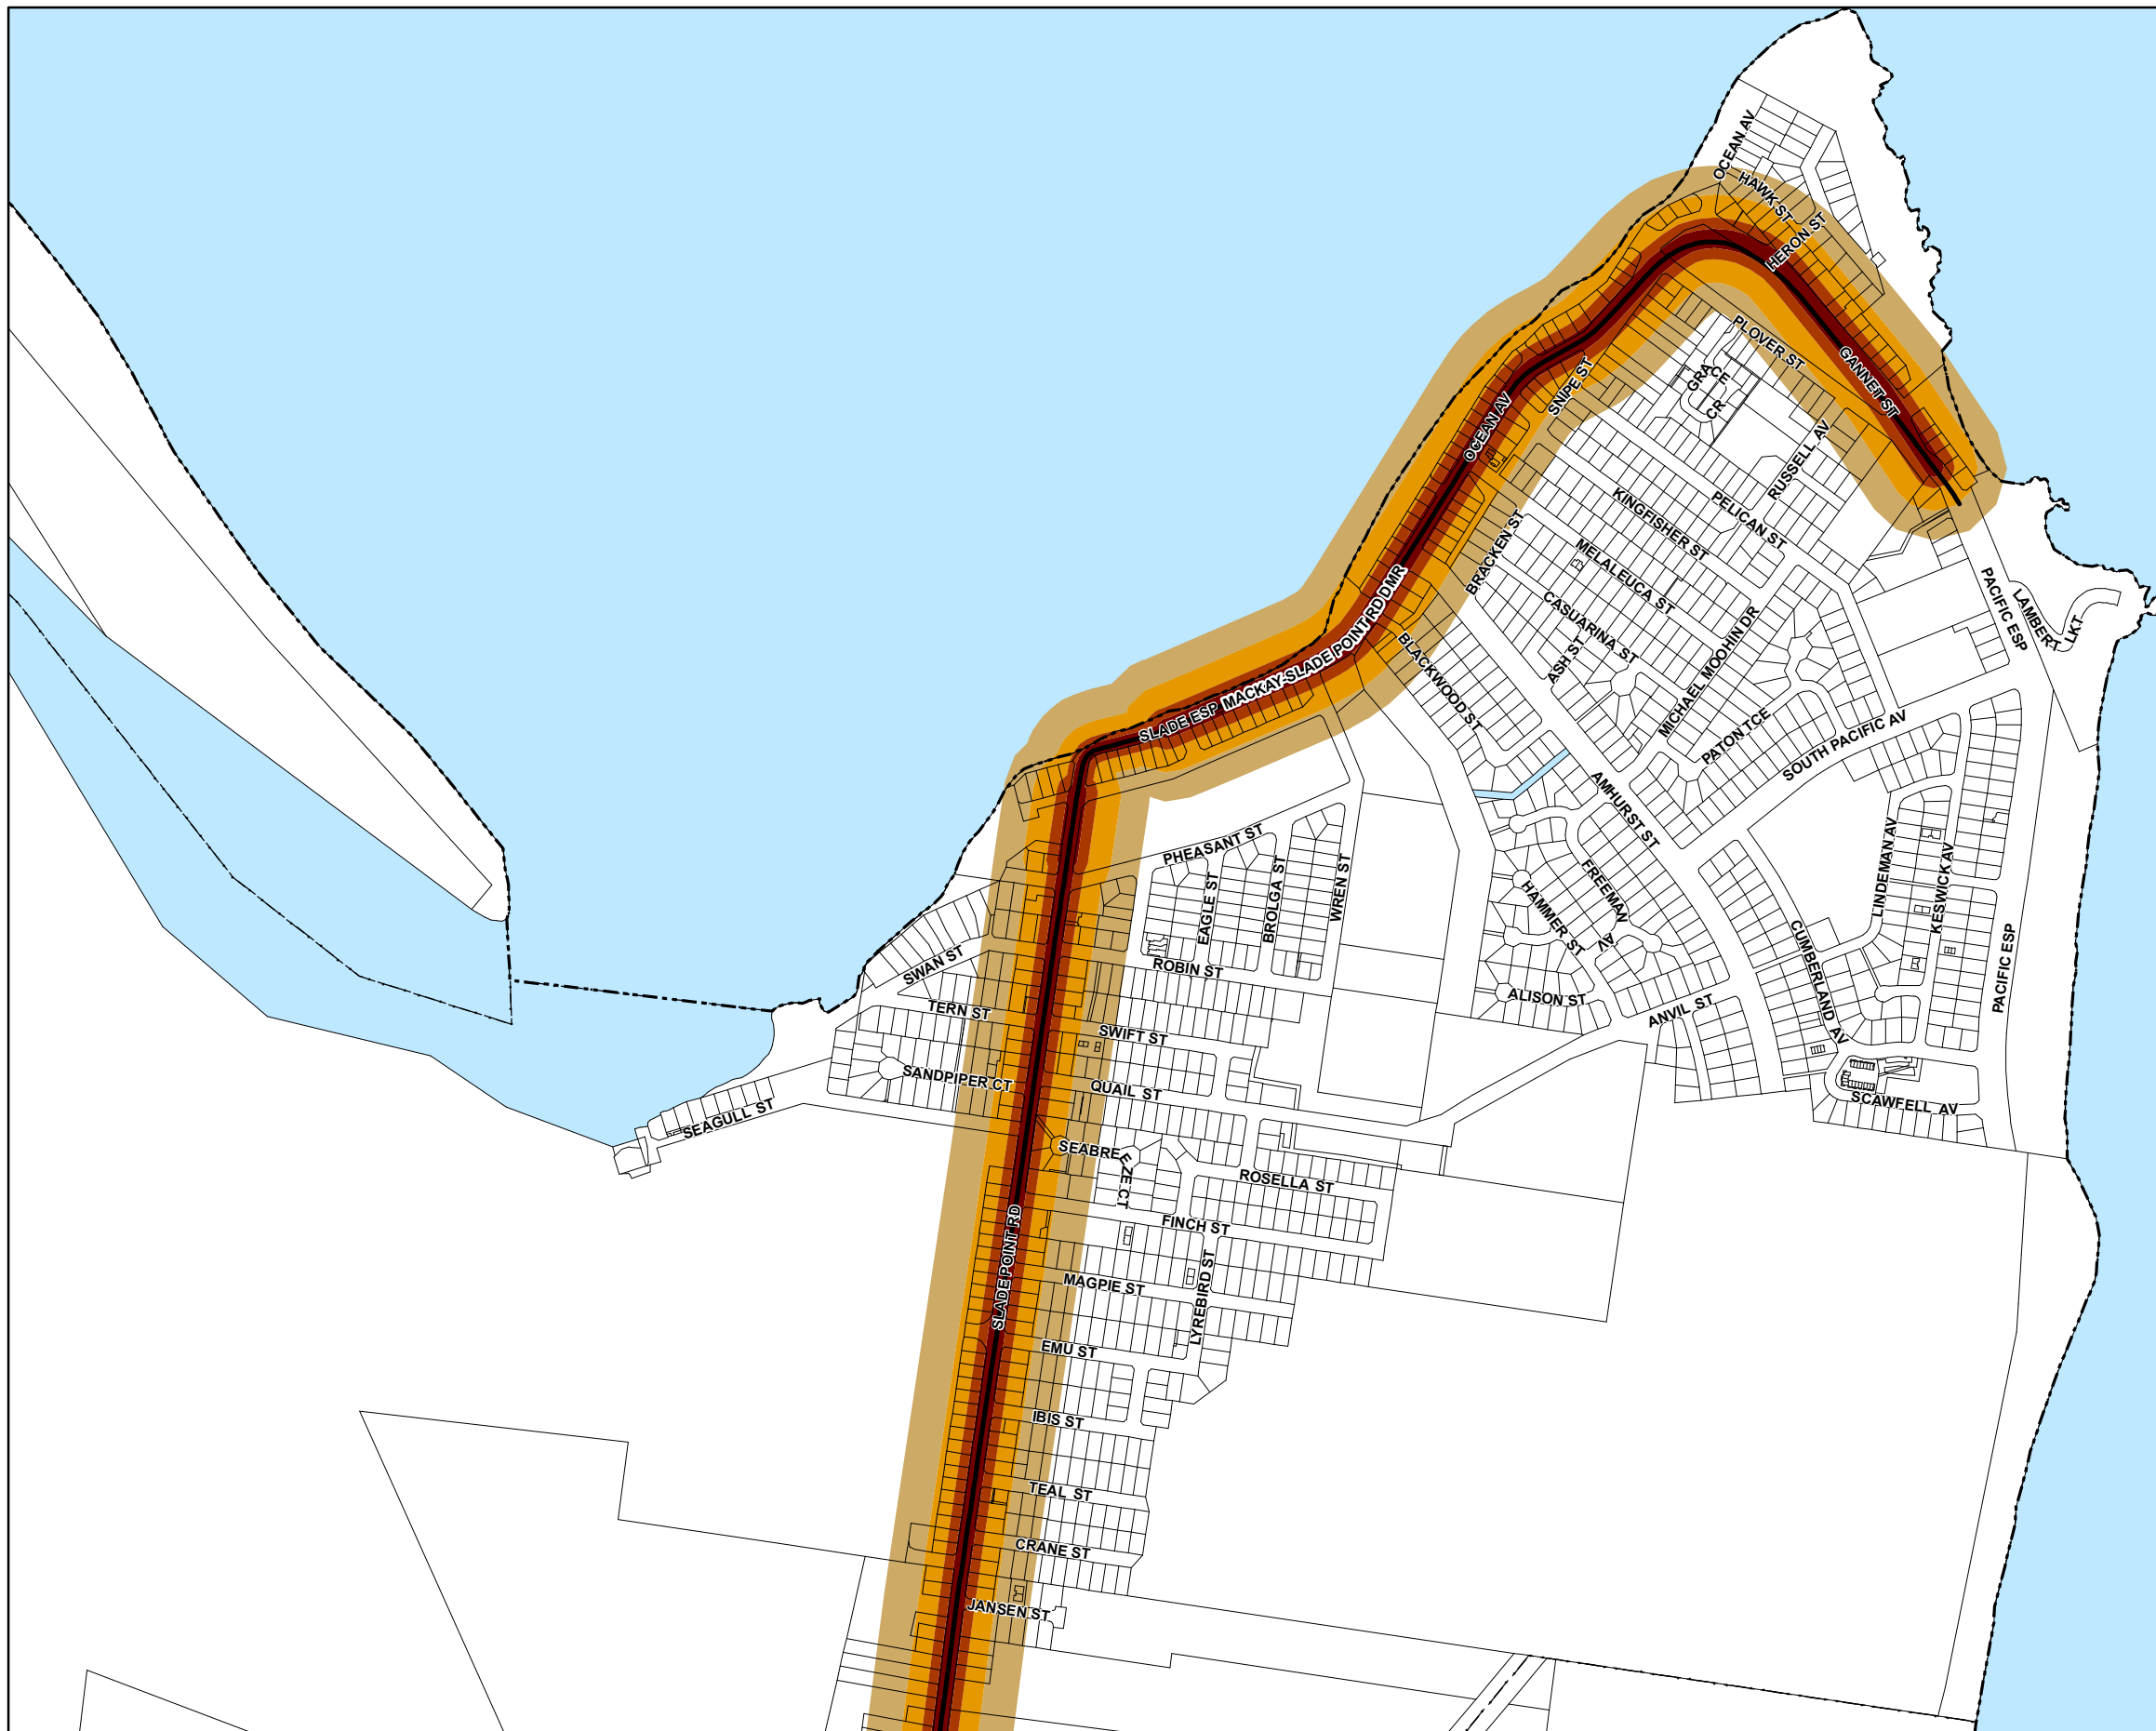 OCEAN AV
HAWK ST
HERON ST
PLOVER ST
GANNET ST
GRA
CE
CR
SNIPE ST
OCEAN AV
RUSSELL AV
PELICAN ST
KINGFISHER ST
BRACKEN ST
MELALEUCA ST
CASUARINA ST
ASH ST
MICHAEL MOOHIN DR
PACIFIC ESP
LAMBERT
LKT
BLACKWOOD ST
SLADE ESP
MACKAY-SLADE POINT RD DMR
PATON TCE
SOUTH PACIFIC AV
AMHURST ST
PHEASANT ST
EAGLE ST
BROLGA ST
WREN ST
FREEMAN
AV
HAMMER ST
LINDEMAN AV
KESWICK AV
CUMBERLAND AV
PACIFIC ESP
SWAN ST
ROBIN ST
TERN ST
SWIFT ST
ALISON ST
ANVIL ST
SANDPIPER CT
QUAIL ST
SEAGULL ST
SCAWFELL AV
SEABRE
EZE CT
ROSELLA ST
FINCH ST
SLADE POINT RD
MAGPIE ST
LYREBIRD ST
EMU ST
IBIS ST
TEAL ST
CRANE ST
JANSEN ST